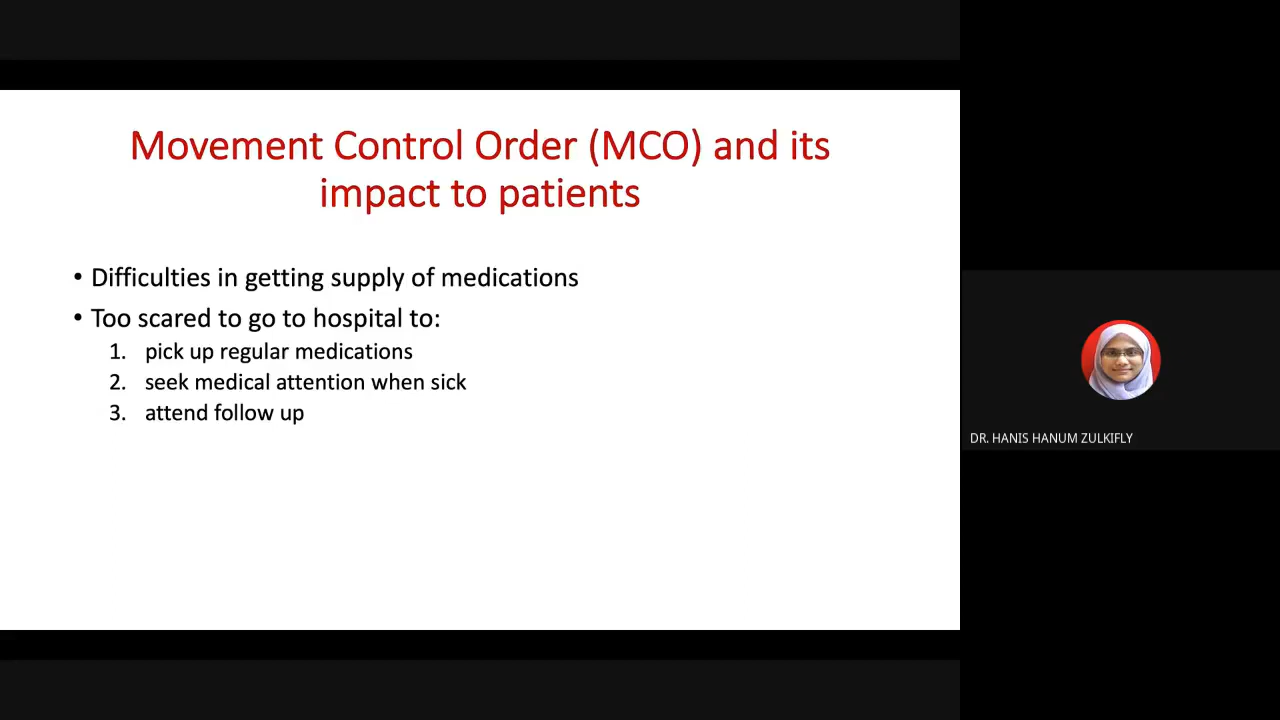 Movement Control Order (MCO) and its
impact to patients
• Difficulties in getting supply of medications
• Too scared to go to hospital to:
1. pick up regular medications
2. seek medical attention when sick
3. attend follow up
DR. HANIS HANUM ZULKIFLY